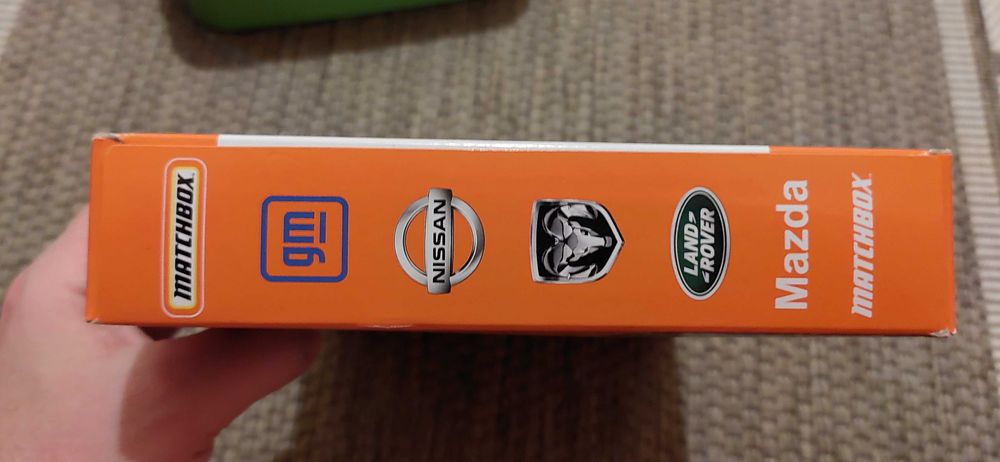 MATCHBOX
gm
NISSAN
LAND
ROVER
Mazda
MATCHBOX